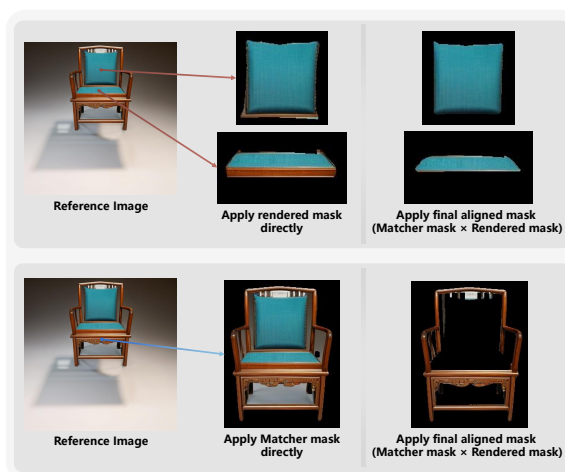 Reference Image
Apply rendered mask
directly
Apply final aligned mask
(Matcher mask × Rendered mask)
Reference Image
Apply Matcher mask
directly
Apply final aligned mask
(Matcher mask × Rendered mask)